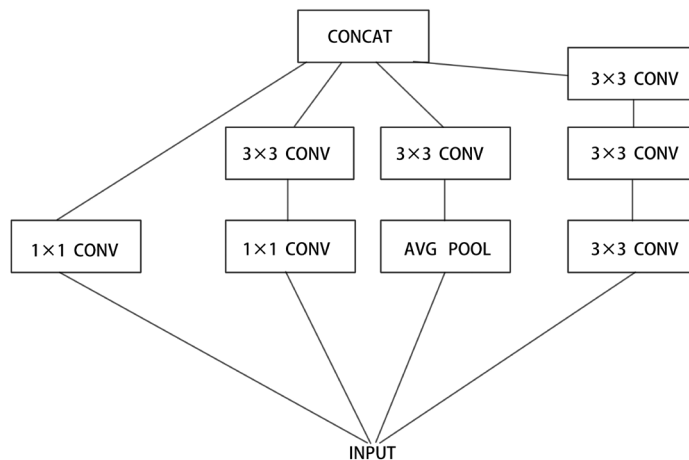 CONCAT
3×3 CONV
3×3 CONV
3×3 CONV
3×3 CONV
1×1 CONV
1×1 CONV
AVG POOL
3×3 CONV
INPUT